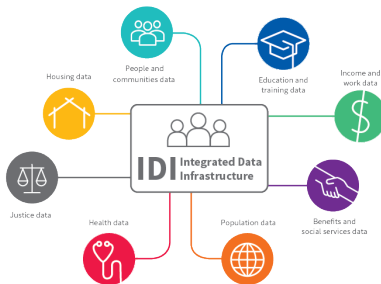 People and
communities data
Education and
training data
Housing data
Income and
work data
IDI Integrated Data
Infrastructure
Justice data
Benefits and
social services data
Health data
Population data